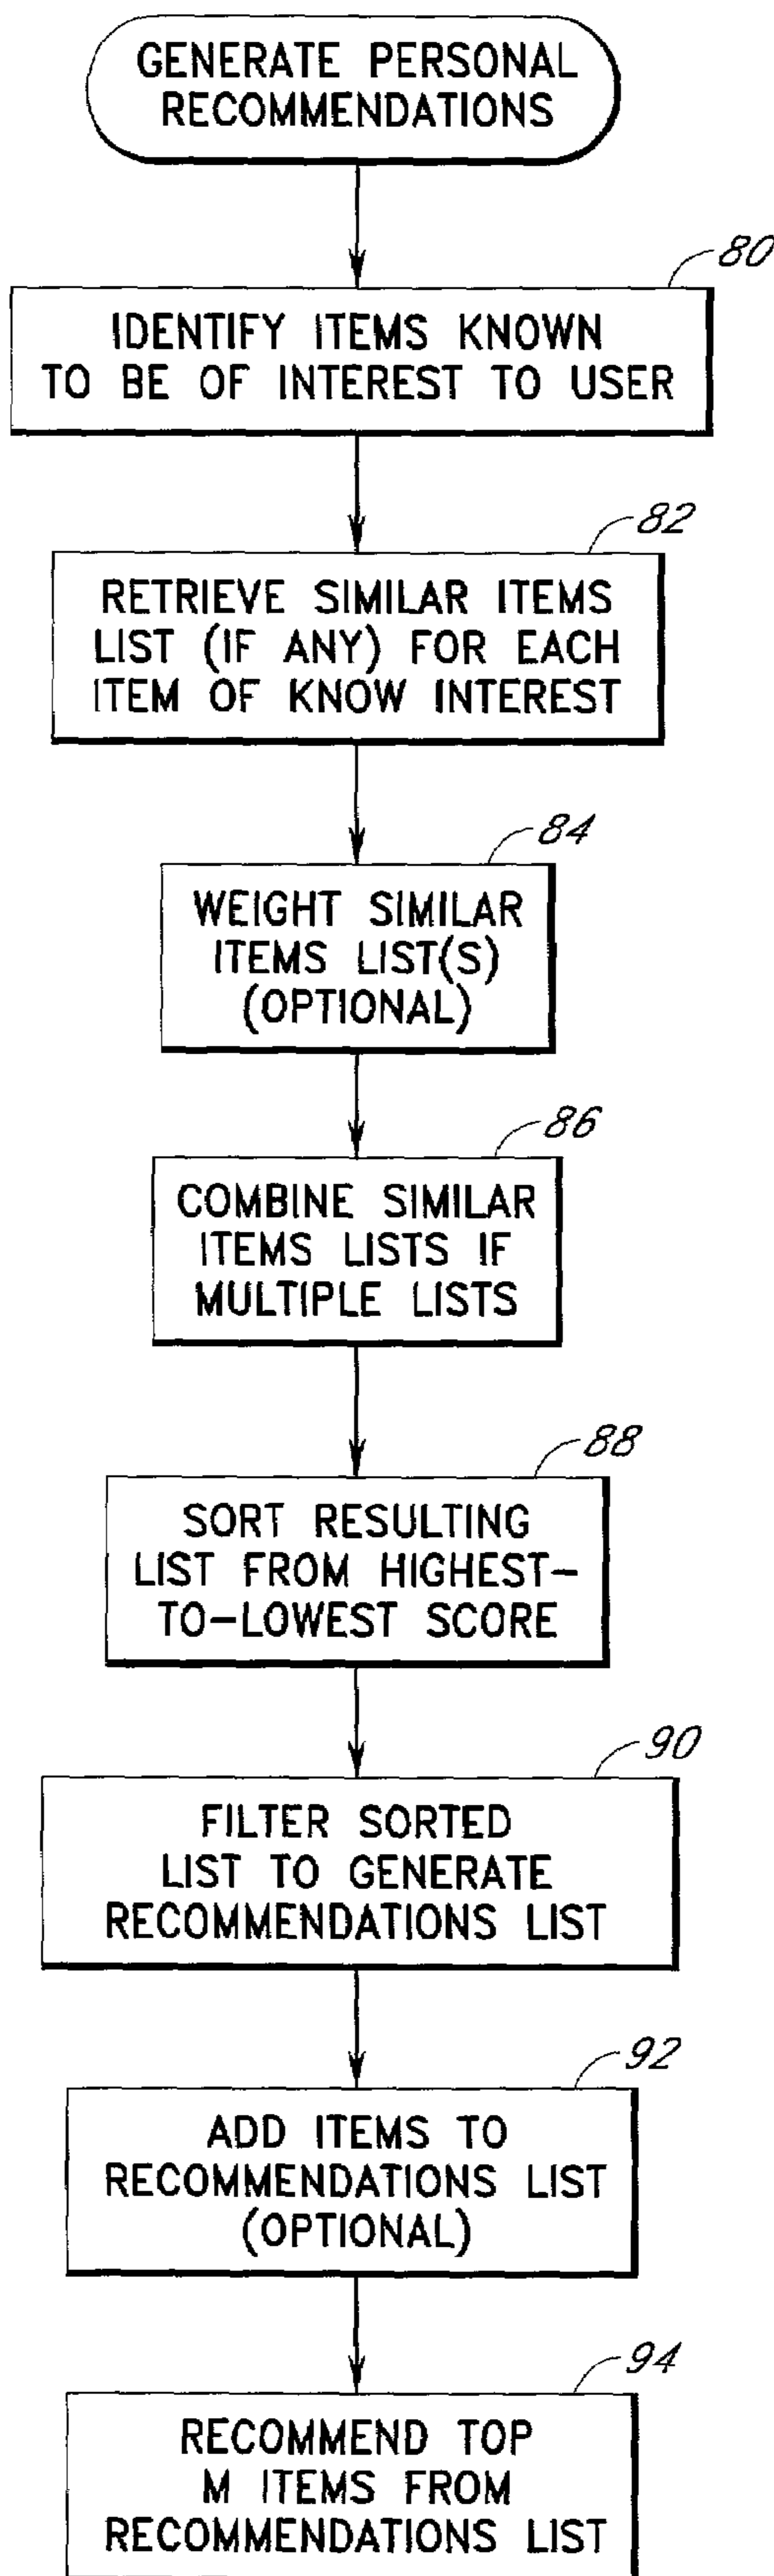 GENERATE PERSONAL
RECOMMENDATIONS
80
IDENTIFY ITEMS KNOWN
TO BE OF INTEREST TO USER
82
RETRIEVE SIMILAR ITEMS
LIST (IF ANY) FOR EACH
ITEM OF KNOW INTEREST
84
WEIGHT SIMILAR
ITEMS LIST(S)
(OPTIONAL)
86
COMBINE SIMILAR
ITEMS LISTS IF
MULTIPLE LISTS
88
SORT RESULTING
LIST FROM HIGHEST-
TO-LOWEST SCORE
90
FILTER SORTED
LIST TO GENERATE
RECOMMENDATIONS LIST
92
ADD ITEMS TO
RECOMMENDATIONS LIST
(OPTIONAL)
94
RECOMMEND TOP
M ITEMS FROM
RECOMMENDATIONS LIST